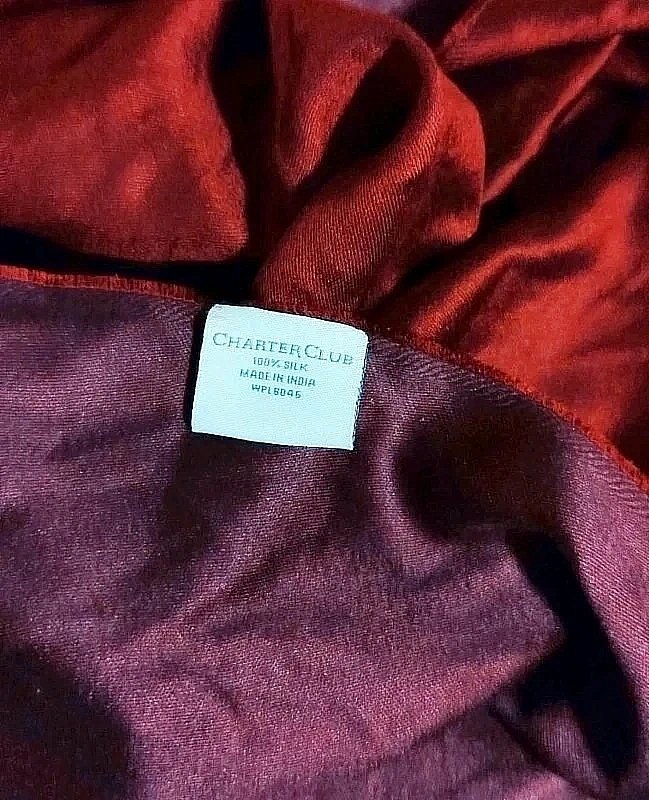 CHARTER CLUB
100% SILK
MADE IN INDIA
WPL8045